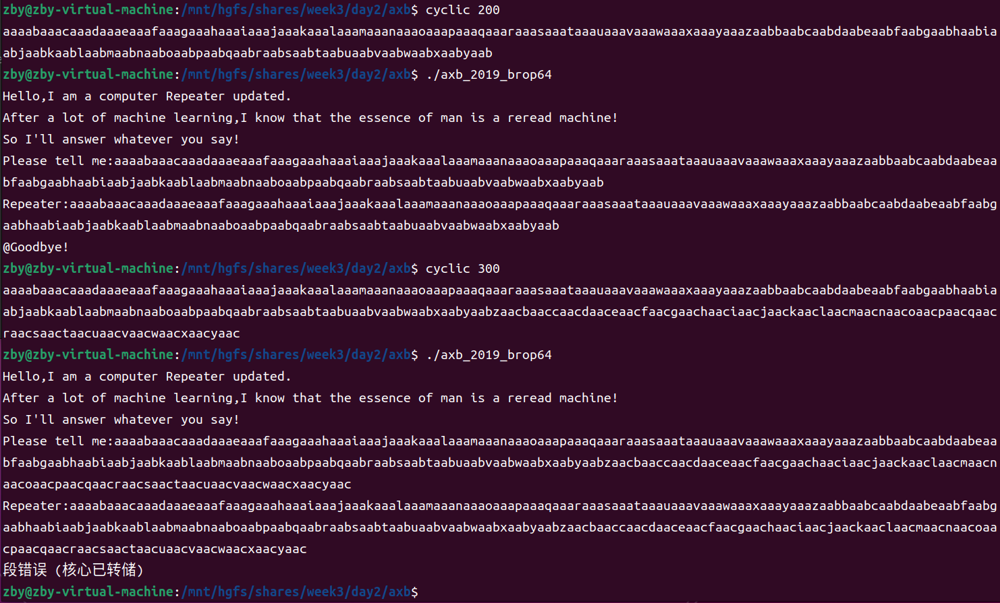 zby@zby-virtual-machine:/mnt/hgfs/shares/week3/day2/axb$ cyclic 200
aaaabaaacaaadaaaeaaafaaagaaahaaaiaaajaaakaaalaaamaaanaaaoaaapaaaqaaaraaasaaataaauaaavaaawaaaxaaayaaazaabbaabcaabdaabeaabfaabgaabhaabia
abjaabkaablaabmaabnaaboaabpaabqaabraabsaabtaabuaabvaabwaabxaabyaab
zby@zby-virtual-machine:/mnt/hgfs/shares/week3/day2/axb$ ./axb_2019_brop64
Hello,I am a computer Repeater updated.
After a lot of machine learning,I know that the essence of man is a reread machine!
So I'll answer whatever you say!
Please tell me:aaaabaaacaaadaaaeaaafaaagaaahaaaiaaajaaakaaalaaamaaanaaaoaaapaaaqaaaraaasaaataaauaaavaaawaaaxaaayaaazaabbaabcaabdaabeaa
bfaabgaabhaabiaabjaabkaablaabmaabnaaboaabpaabqaabraabsaabtaabuaabvaabwaabxaabyaab
Repeater:aaaabaaacaaadaaaeaaafaaagaaahaaaiaaajaaakaaalaaamaaanaaaoaaapaaaqaaaraaasaaataaauaaavaaawaaaxaaayaaazaabbaabcaabdaabeaabfaabg
aabhaabiaabjaabkaablaabmaabnaaboaabpaabqaabraabsaabtaabuaabvaabwaabxaabyaab
@Goodbye!
zby@zby-virtual-machine:/mnt/hgfs/shares/week3/day2/axb$ cyclic 300
aaaabaaacaaadaaaeaaafaaagaaahaaaiaaajaaakaaalaaamaaanaaaoaaapaaaqaaaraaasaaataaauaaavaaawaaaxaaayaaazaabbaabcaabdaabeaabfaabgaabhaabia
abjaabkaablaabmaabnaaboaabpaabqaabraabsaabtaabuaabvaabwaabxaabyaabzaacbaaccaacdaaceaacfaacgaachaaciaacjaackaaclaacmaacnaacoaacpaacqaac
raacsaactaacuaacvaacwaacxaacyaac
zby@zby-virtual-machine:/mnt/hgfs/shares/week3/day2/axb$ ./axb_2019_brop64
Hello,I am a computer Repeater updated.
After a lot of machine learning,I know that the essence of man is a reread machine!
So I'll answer whatever you say!
Please tell me:aaaabaaacaaadaaaeaaafaaagaaahaaaiaaajaaakaaalaaamaaanaaaoaaapaaaqaaaraaasaaataaauaaavaaawaaaxaaayaaazaabbaabcaabdaabeaa
bfaabgaabhaabiaabjaabkaablaabmaabnaaboaabpaabqaabraabsaabtaabuaabvaabwaabxaabyaabzaacbaaccaacdaaceaacfaacgaachaaciaacjaackaaclaacmaacn
aacoaacpaacqaacraacsaactaacuaacvaacwaacxaacyaac
Repeater:aaaabaaacaaadaaaeaaafaaagaaahaaaiaaajaaakaaalaaamaaanaaaoaaapaaaqaaaraaasaaataaauaaavaaawaaaxaaayaaazaabbaabcaabdaabeaabfaabg
aabhaabiaabjaabkaablaabmaabnaaboaabpaabqaabraabsaabtaabuaabvaabwaabxaabyaabzaacbaaccaacdaaceaacfaacgaachaaciaacjaackaaclaacmaacnaacoaa
cpaacqaacraacsaactaacuaacvaacwaacxaacyaac
段错误 (核心已转储)
zby@zby-virtual-machine:/mnt/hgfs/shares/week3/day2/axb$